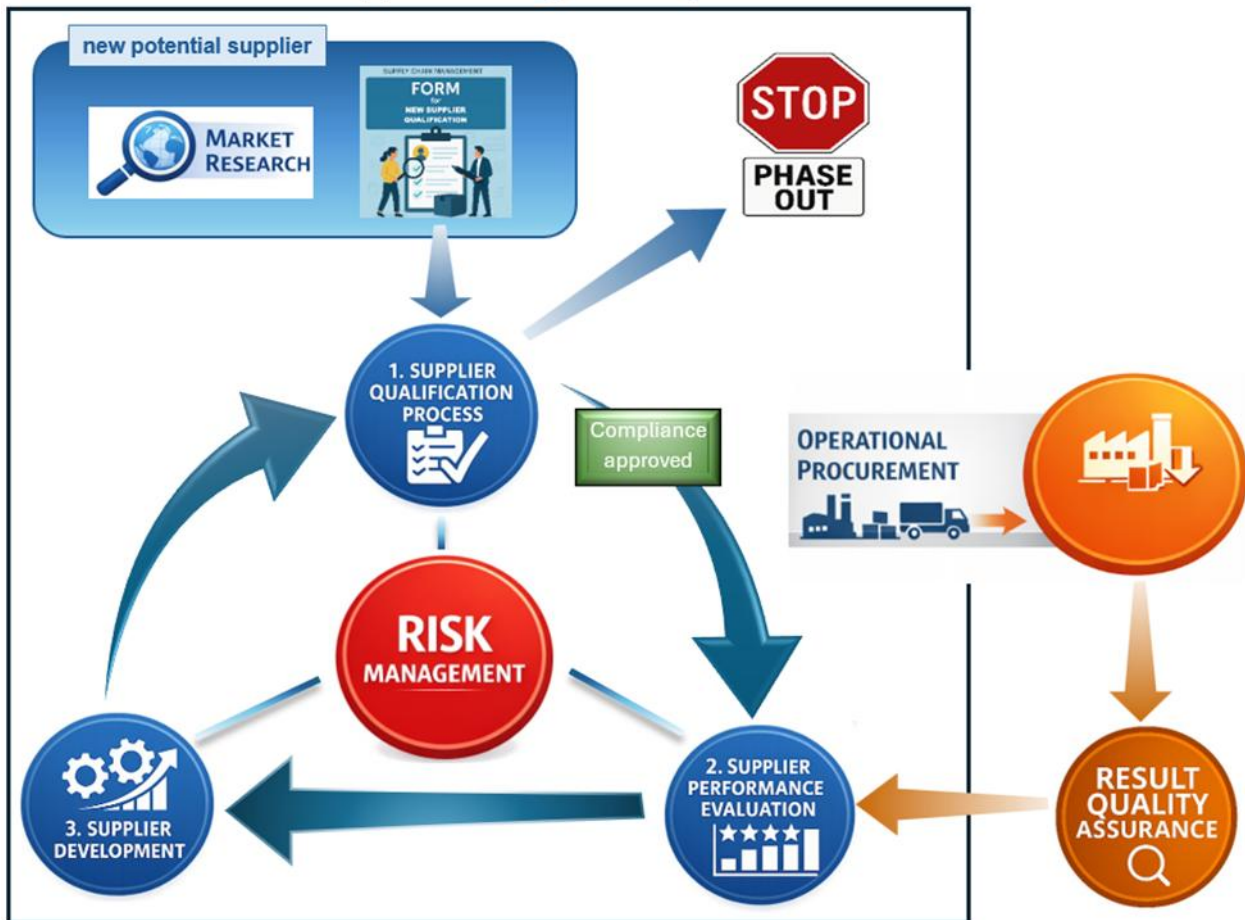 new potential supplier
MARKET
RESEARCH
SUPPLY CHAIN MANAGEMENT
FORM
for
NEW SUPPLIER
QUALIFICATION
STOP
PHASE
OUT
1. SUPPLIER
QUALIFICATION
PROCESS
Compliance
approved
OPERATIONAL
PROCUREMENT
RISK
MANAGEMENT
3. SUPPLIER
DEVELOPMENT
2. SUPPLIER
PERFORMANCE
EVALUATION
RESULT
QUALITY
ASSURANCE